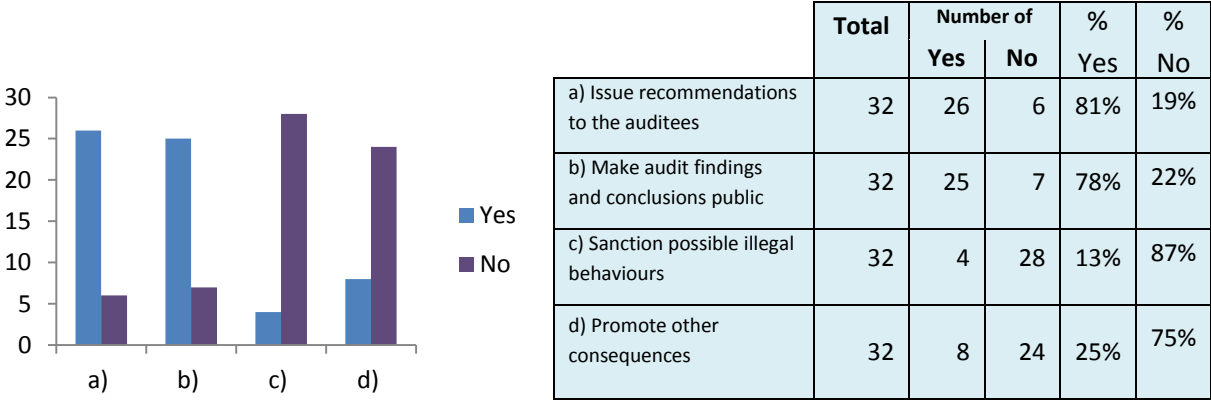 30
25
20
15
10
5
0
a) b) c) d)
Yes
No
Total Number of % %
Yes No Yes No
a) Issue recommendations
to the auditees
32 26 6 81% 19%
b) Make audit findings
and conclusions public
32 25 7 78% 22%
c) Sanction possible illegal
behaviours
32 4 28 13% 87%
d) Promote other
consequences
32 8 24 25% 75%